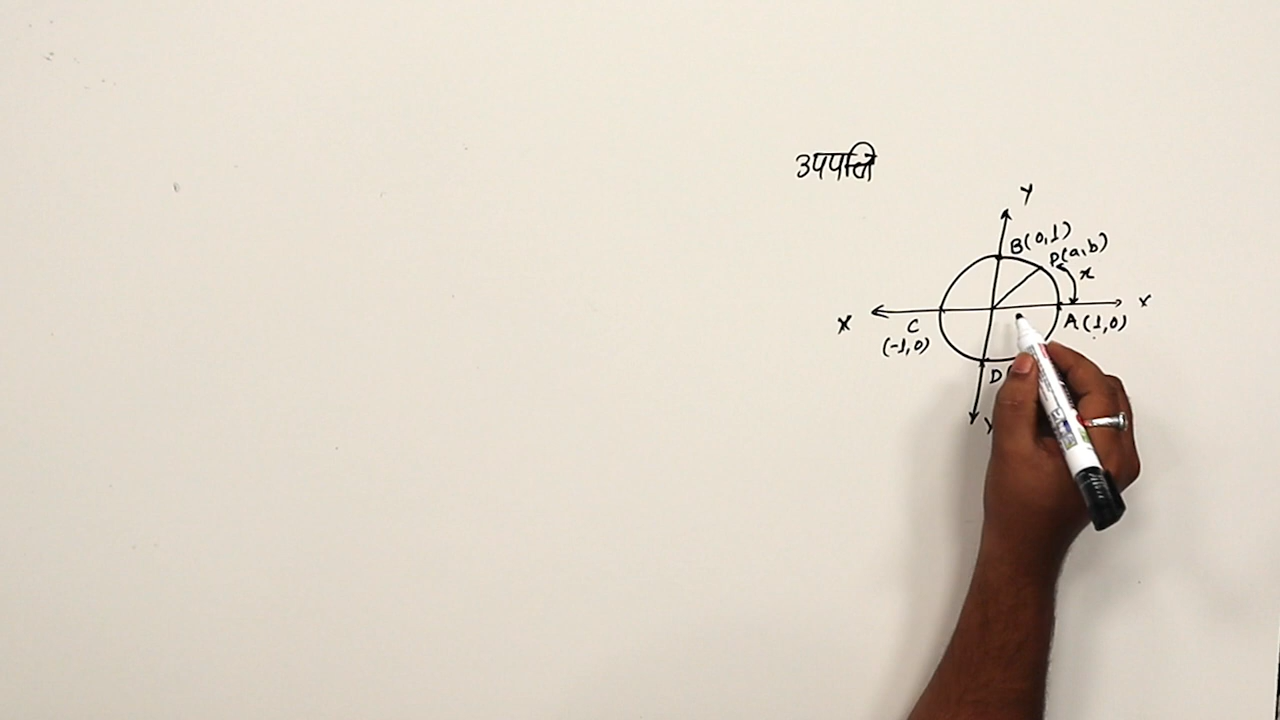 उपपत्ति
Y
B(0,1)
P(a,b)
x
X
X
A(1,0)
C
(-1,0)
D(
Y